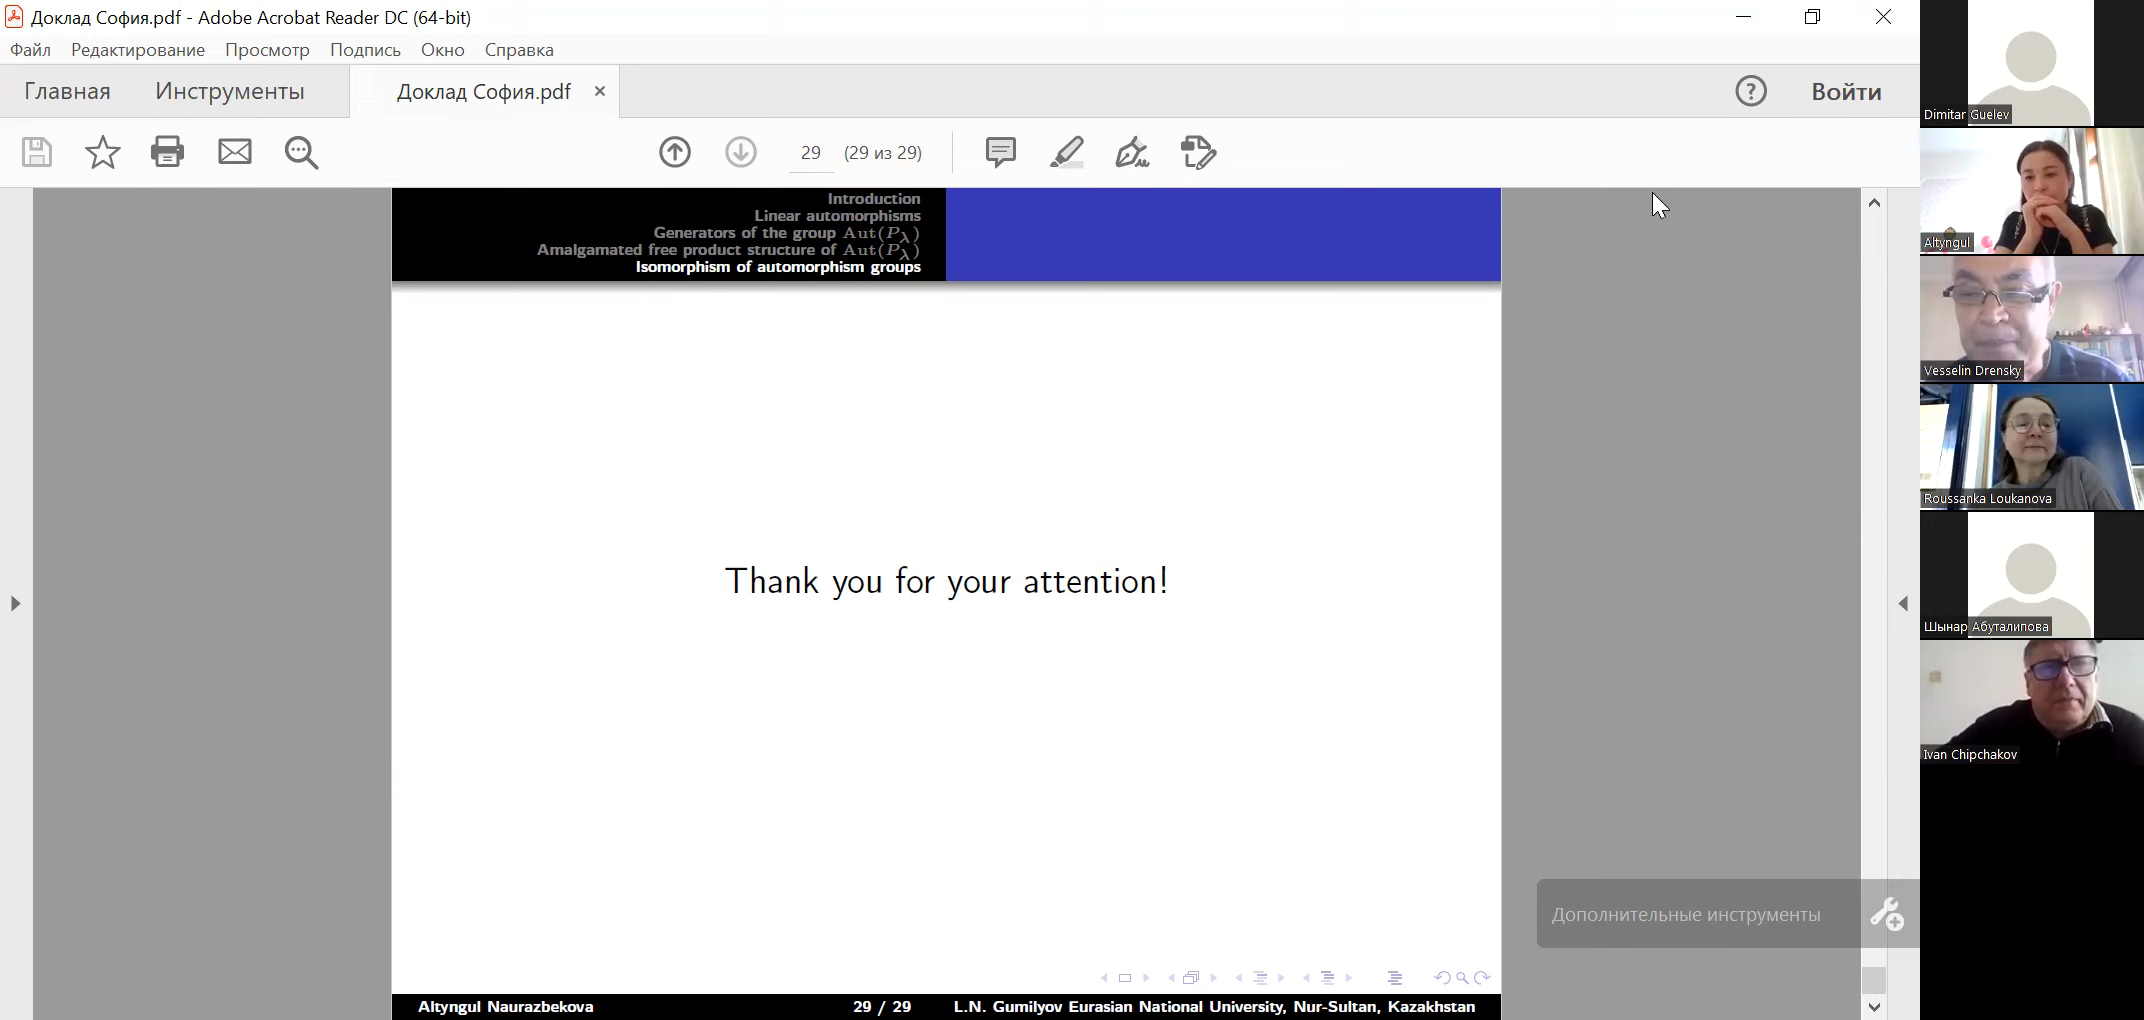 Доклад София.pdf - Adobe Acrobat Reader DC (64-bit)
Файл Редактирование Просмотр Подпись Окно Справка
Главная Инструменты Доклад София.pdf × Войти
29 (29 из 29)
Introduction
Linear automorphisms
Generators of the group Aut(P_λ)
Amalgamated free product structure of Aut(P_λ)
Isomorphism of automorphism groups
Thank you for your attention!
Дополнительные инструменты
Altyngul Naurazbekova 29 / 29 L.N. Gumilyov Eurasian National University, Nur-Sultan, Kazakhstan
Dimitar Guelev
Altyngul
Vesselin Drensky
Roussanka Loukanova
Шынар Абуталипова
Ivan Chipchakov